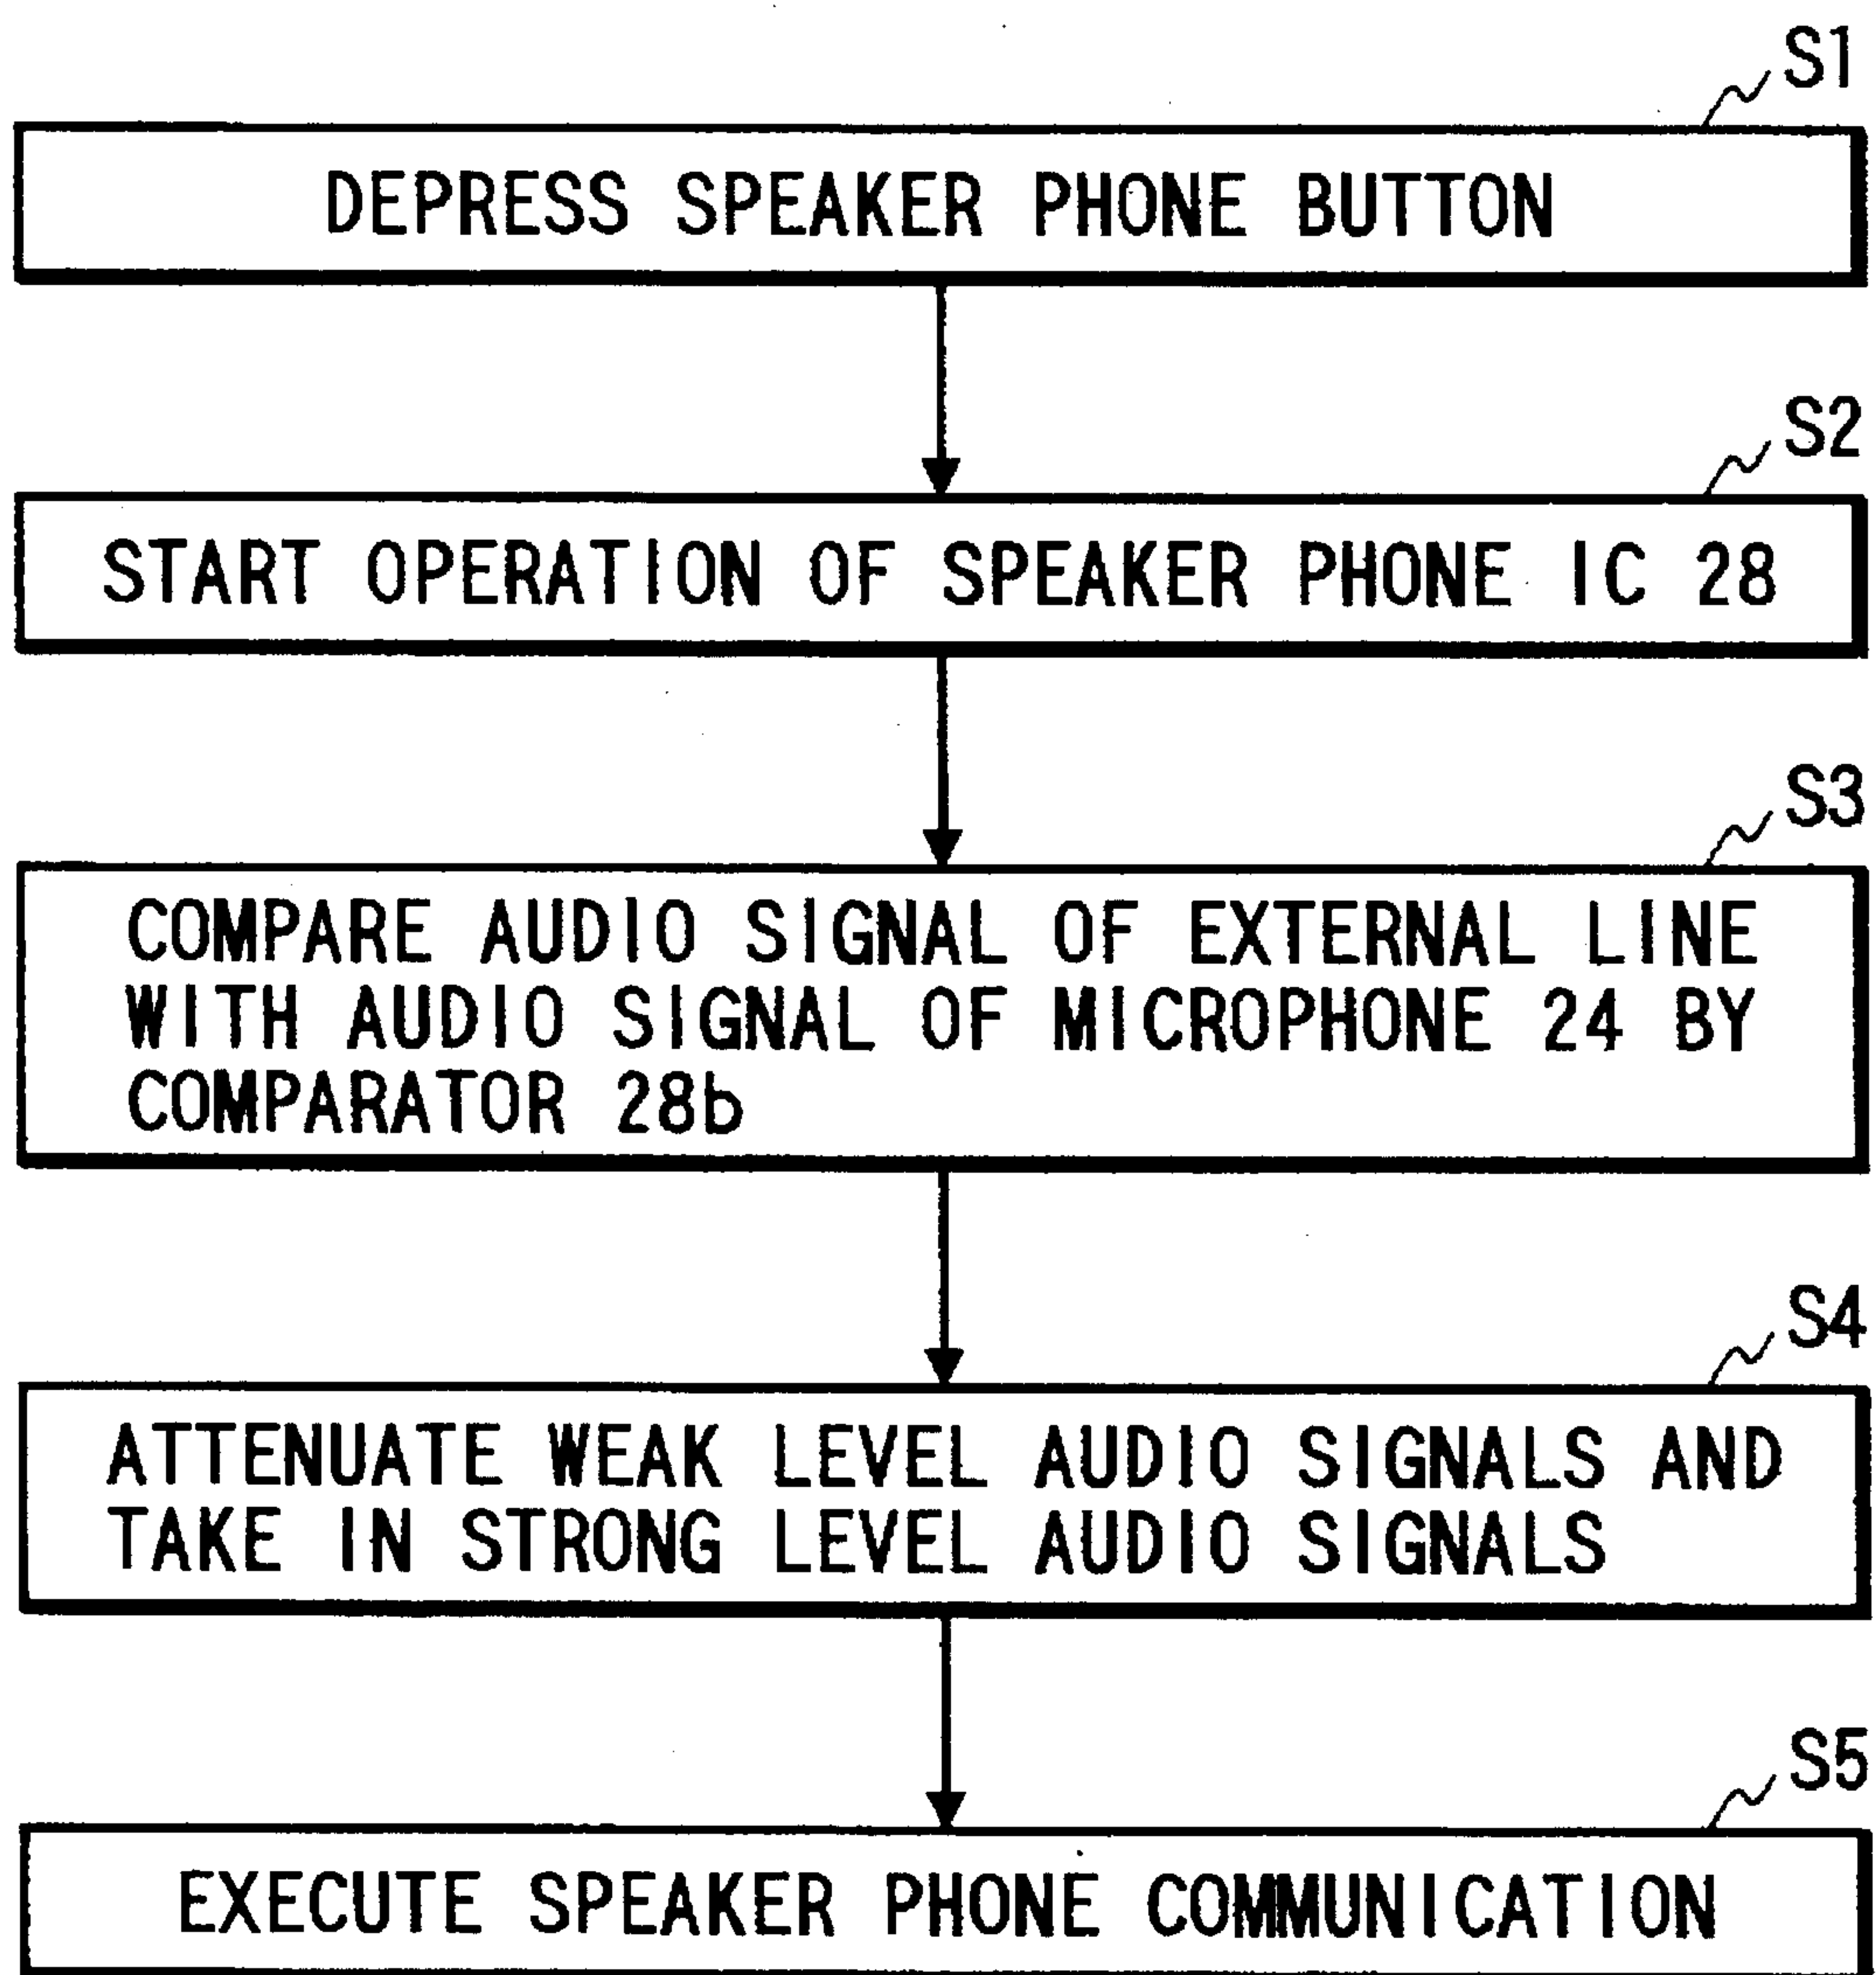 S1
DEPRESS SPEAKER PHONE BUTTON
S2
START OPERATION OF SPEAKER PHONE IC 28
S3
COMPARE AUDIO SIGNAL OF EXTERNAL LINE
WITH AUDIO SIGNAL OF MICROPHONE 24 BY
COMPARATOR 28b
S4
ATTENUATE WEAK LEVEL AUDIO SIGNALS AND
TAKE IN STRONG LEVEL AUDIO SIGNALS
S5
EXECUTE SPEAKER PHONE COMMUNICATION